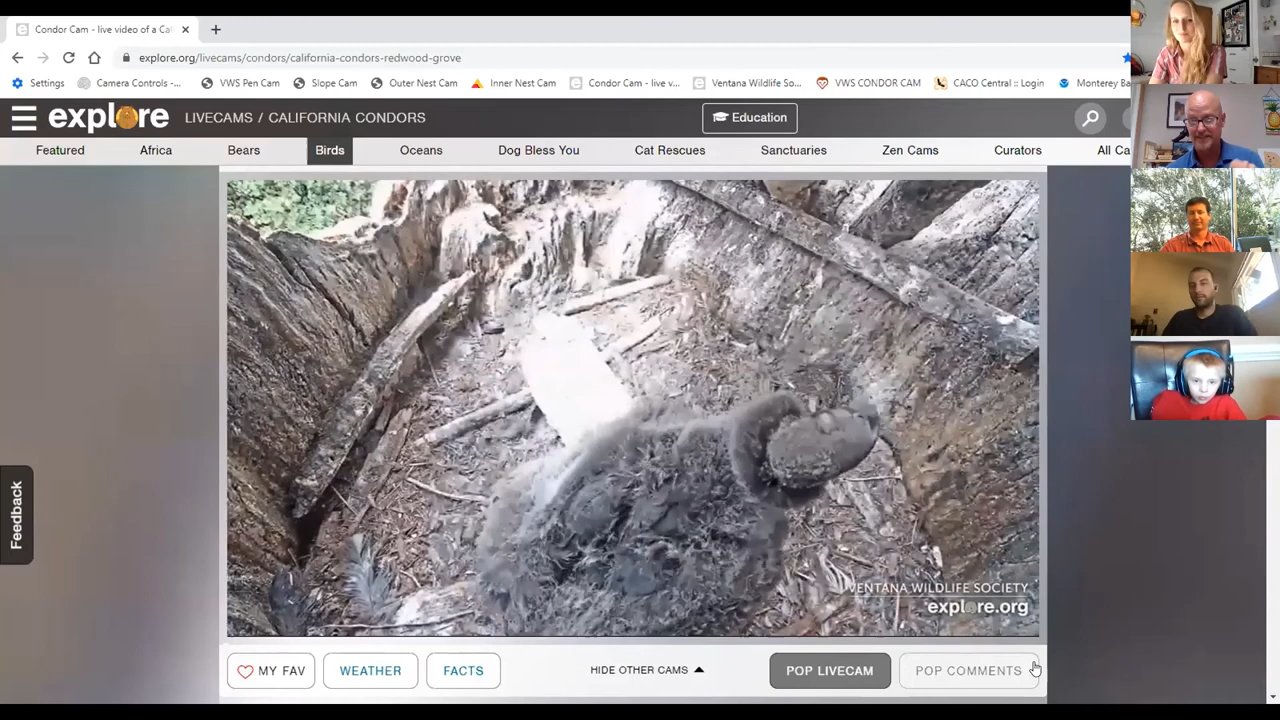 Condor Cam - live video of a Ca
explore.org/livecams/condors/california-condors-redwood-grove
Settings Camera Controls -... VWS Pen Cam Slope Cam Outer Nest Cam Inner Nest Cam Condor Cam - live v... Ventana Wildlife So... VWS CONDOR CAM CACO Central :: Login Monterey Ba
explore LIVECAMS / CALIFORNIA CONDORS Education
Featured Africa Bears Birds Oceans Dog Bless You Cat Rescues Sanctuaries Zen Cams Curators All Ca
Feedback
VENTANA WILDLIFE SOCIETY
explore.org
MY FAV WEATHER FACTS HIDE OTHER CAMS POP LIVECAM POP COMMENTS